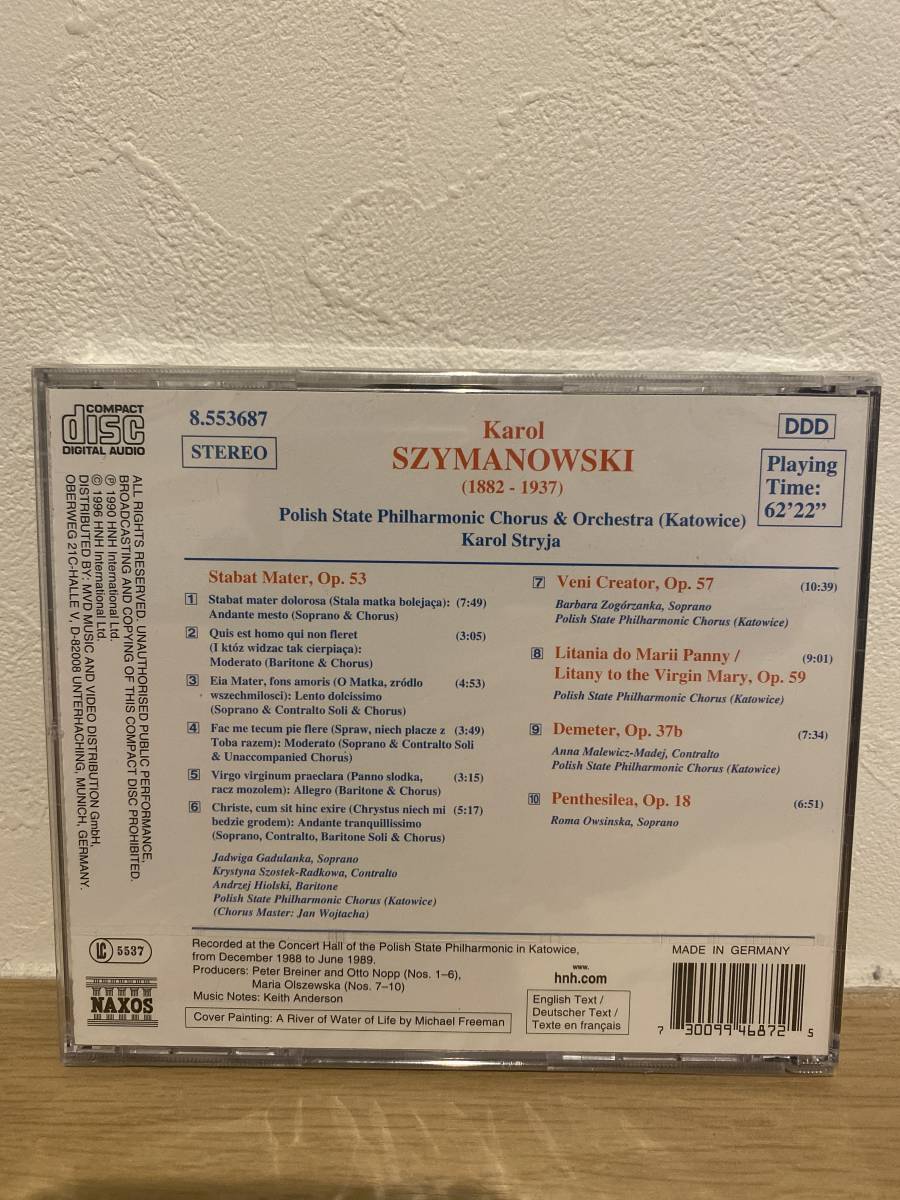 COMPACT
disc
DIGITAL AUDIO
8.553687
STEREO
Karol
SZYMANOWSKI
(1882 - 1937)
DDD
Playing
Time:
62'22"
Polish State Philharmonic Chorus & Orchestra (Katowice)
Karol Stryja
Stabat Mater, Op. 53
1 Stabat mater dolorosa (Stala matka bolejaça): (7:49)
Andante mesto (Soprano & Chorus)
2 Quis est homo qui non fleret (3:05)
(I któz widzac tak cierpiaça):
Moderato (Baritone & Chorus)
3 Eia Mater, fons amoris (O Matka, zródlo (4:53)
wszechmilosci): Lento dolcissimo
(Soprano & Contralto Soli & Chorus)
4 Fac me tecum pie flere (Spraw, niech placze z (3:49)
Toba razem): Moderato (Soprano & Contralto Soli
& Unaccompanied Chorus)
5 Virgo virginum praeclara (Panno slodka, (3:15)
racz mozolem): Allegro (Baritone & Chorus)
6 Christe, cum sit hinc exire (Chrystus niech mi (5:17)
bedzie grodem): Andante tranquillissimo
(Soprano, Contralto, Baritone Soli & Chorus)
Jadwiga Gadulanka, Soprano
Krystyna Szostek-Radkowa, Contralto
Andrzej Hiolski, Baritone
Polish State Philharmonic Chorus (Katowice)
(Chorus Master: Jan Wojtacha)
7 Veni Creator, Op. 57 (10:39)
Barbara Zogórzanka, Soprano
Polish State Philharmonic Chorus (Katowice)
8 Litania do Marii Panny / (9:01)
Litany to the Virgin Mary, Op. 59
Polish State Philharmonic Chorus (Katowice)
9 Demeter, Op. 37b (7:34)
Anna Malewicz-Madej, Contralto
Polish State Philharmonic Chorus (Katowice)
10 Penthesilea, Op. 18 (6:51)
Roma Owsinska, Soprano
ALL RIGHTS RESERVED. UNAUTHORISED PUBLIC PERFORMANCE,
BROADCASTING AND COPYING OF THIS COMPACT DISC PROHIBITED.
℗ 1990 HNH International Ltd.
© 1996 HNH International Ltd.
DISTRIBUTED BY: MVD MUSIC AND VIDEO DISTRIBUTION GmbH,
OBERWEG 21C-HALLE V, D-82008 UNTERHACHING, MUNICH, GERMANY.
LC 5537
NAXOS
Recorded at the Concert Hall of the Polish State Philharmonic in Katowice,
from December 1988 to June 1989.
Producers: Peter Breiner and Otto Nopp (Nos. 1–6),
Maria Olszewska (Nos. 7–10)
Music Notes: Keith Anderson
Cover Painting: A River of Water of Life by Michael Freeman
www.
hnh.com
English Text /
Deutscher Text /
Texte en français
MADE IN GERMANY
7 30099 46872 5